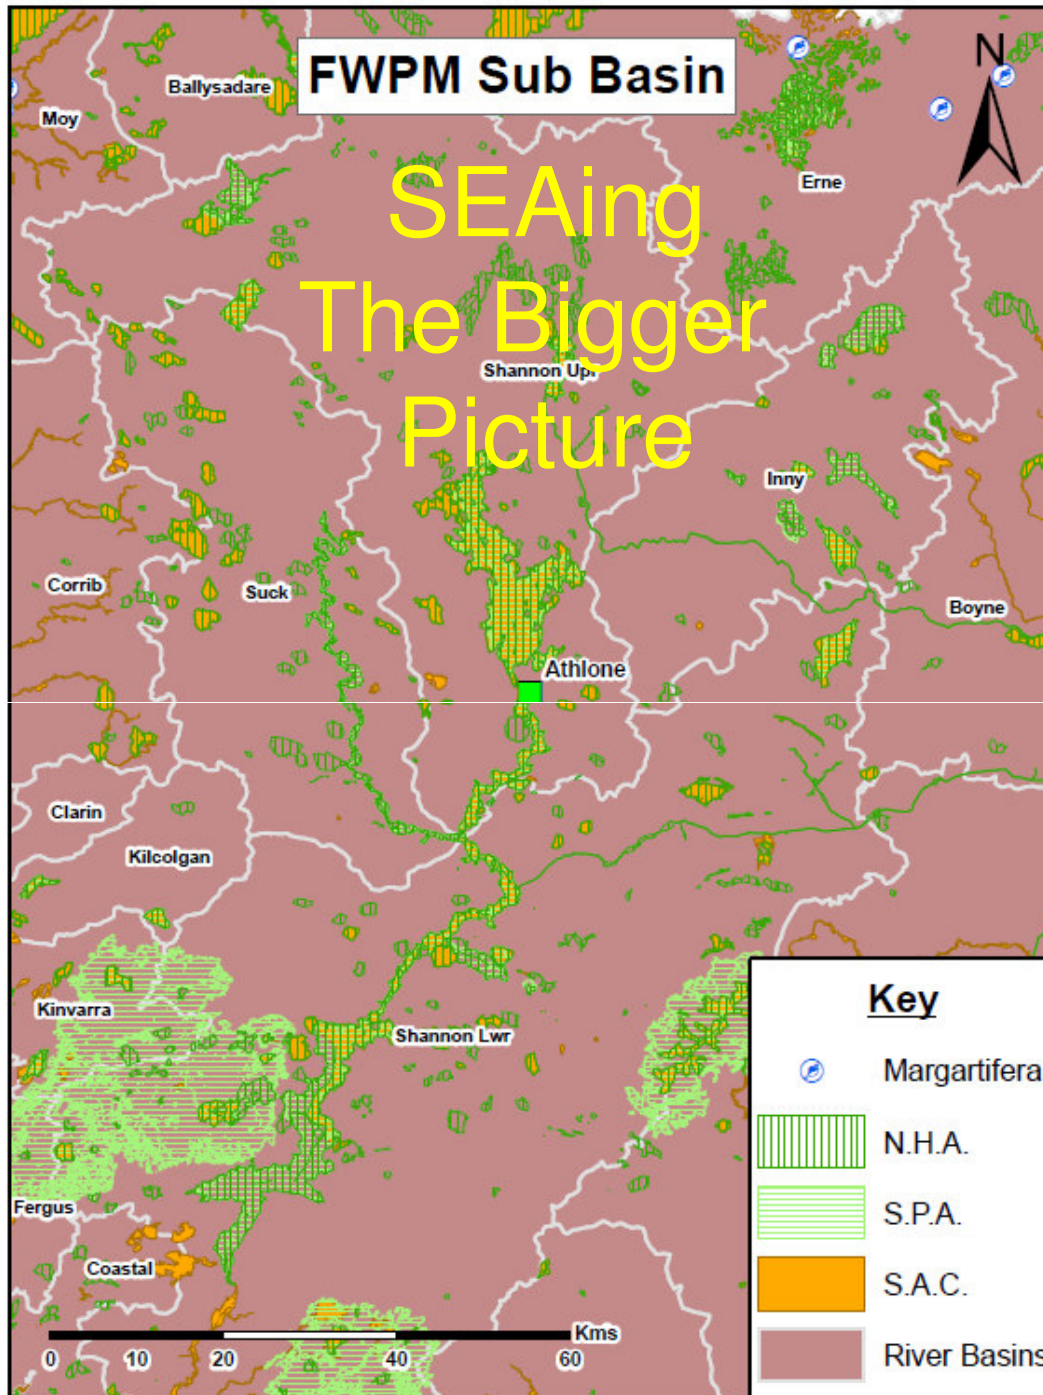 FWPM Sub Basin
N
Ballysadare
Moy
Erne
SEAing
The Bigger
Picture
Shannon Upr
Inny
Corrib
Suck
Boyne
Athlone
Clarin
Kilcolgan
Kinvarra
Shannon Lwr
Fergus
Coastal
Kms
0 10 20 40 60
Key
Margartifera
N.H.A.
S.P.A.
S.A.C.
River Basins